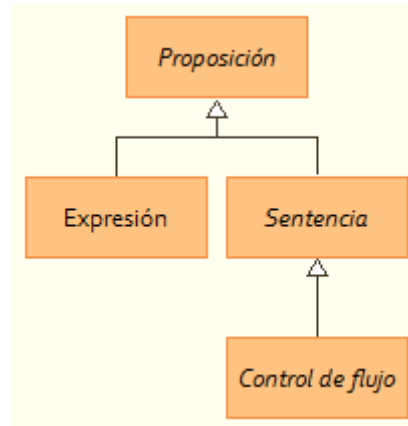 Proposición
Expresión
Sentencia
Control de flujo